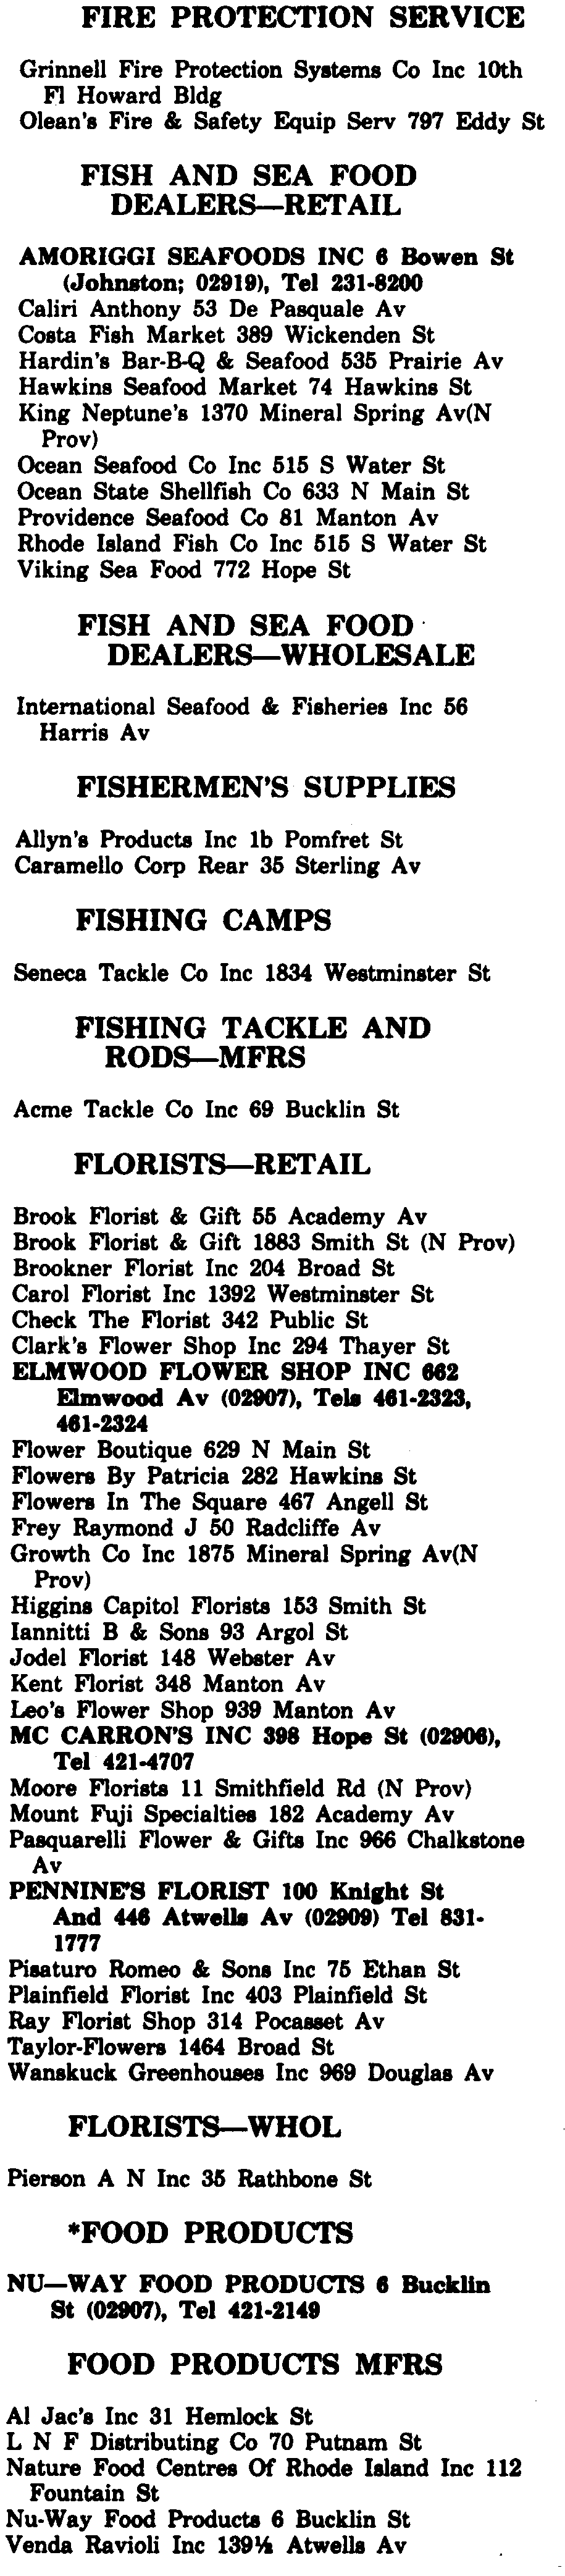 FIRE PROTECTION SERVICE
Grinnell Fire Protection Systems Co Inc 10th
Fl Howard Bldg
Olean's Fire & Safety Equip Serv 797 Eddy St
FISH AND SEA FOOD
DEALERS—RETAIL
AMORIGGI SEAFOODS INC 6 Bowen St
(Johnston; 02919), Tel 231-8200
Caliri Anthony 53 De Pasquale Av
Costa Fish Market 389 Wickenden St
Hardin's Bar-B-Q & Seafood 535 Prairie Av
Hawkins Seafood Market 74 Hawkins St
King Neptune's 1370 Mineral Spring Av(N
Prov)
Ocean Seafood Co Inc 515 S Water St
Ocean State Shellfish Co 633 N Main St
Providence Seafood Co 81 Manton Av
Rhode Island Fish Co Inc 515 S Water St
Viking Sea Food 772 Hope St
FISH AND SEA FOOD
DEALERS—WHOLESALE
International Seafood & Fisheries Inc 56
Harris Av
FISHERMEN'S SUPPLIES
Allyn's Products Inc 1b Pomfret St
Caramello Corp Rear 35 Sterling Av
FISHING CAMPS
Seneca Tackle Co Inc 1834 Westminster St
FISHING TACKLE AND
RODS—MFRS
Acme Tackle Co Inc 69 Bucklin St
FLORISTS—RETAIL
Brook Florist & Gift 55 Academy Av
Brook Florist & Gift 1883 Smith St (N Prov)
Brookner Florist Inc 204 Broad St
Carol Florist Inc 1392 Westminster St
Check The Florist 342 Public St
Clark's Flower Shop Inc 294 Thayer St
ELMWOOD FLOWER SHOP INC 662
Elmwood Av (02907), Tels 461-2323,
461-2324
Flower Boutique 629 N Main St
Flowers By Patricia 282 Hawkins St
Flowers In The Square 467 Angell St
Frey Raymond J 50 Radcliffe Av
Growth Co Inc 1875 Mineral Spring Av(N
Prov)
Higgins Capitol Florists 153 Smith St
Iannitti B & Sons 93 Argol St
Jodel Florist 148 Webster Av
Kent Florist 348 Manton Av
Leo's Flower Shop 939 Manton Av
MC CARRON'S INC 398 Hope St (02906),
Tel 421-4707
Moore Florists 11 Smithfield Rd (N Prov)
Mount Fuji Specialties 182 Academy Av
Pasquarelli Flower & Gifts Inc 966 Chalkstone
Av
PENNINE'S FLORIST 100 Knight St
And 446 Atwells Av (02909) Tel 831-
1777
Pisaturo Romeo & Sons Inc 75 Ethan St
Plainfield Florist Inc 403 Plainfield St
Ray Florist Shop 314 Pocasset Av
Taylor-Flowers 1464 Broad St
Wanskuck Greenhouses Inc 969 Douglas Av
FLORISTS—WHOL
Pierson A N Inc 35 Rathbone St
*FOOD PRODUCTS
NU—WAY FOOD PRODUCTS 6 Bucklin
St (02907), Tel 421-2149
FOOD PRODUCTS MFRS
Al Jac's Inc 31 Hemlock St
L N F Distributing Co 70 Putnam St
Nature Food Centres Of Rhode Island Inc 112
Fountain St
Nu-Way Food Products 6 Bucklin St
Venda Ravioli Inc 139½ Atwells Av